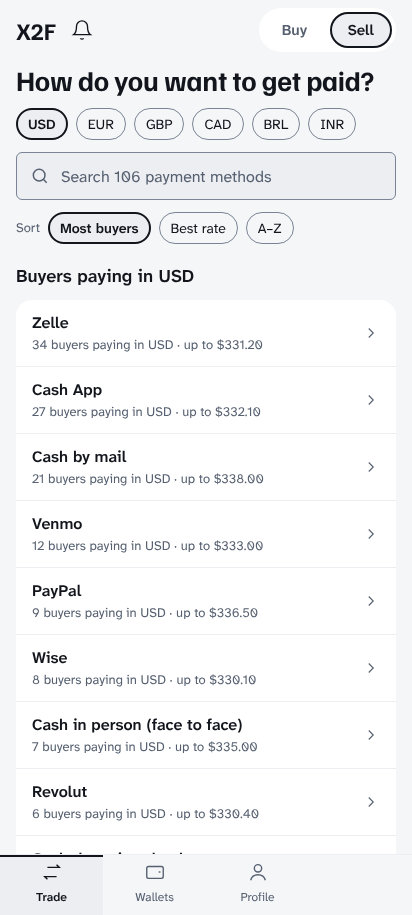 X2F
Buy
Sell
How do you want to get paid?
USD
EUR
GBP
CAD
BRL
INR
Search 106 payment methods
Sort
Most buyers
Best rate
A–Z
Buyers paying in USD
Zelle
34 buyers paying in USD · up to $331.20
Cash App
27 buyers paying in USD · up to $332.10
Cash by mail
21 buyers paying in USD · up to $338.00
Venmo
12 buyers paying in USD · up to $333.00
PayPal
9 buyers paying in USD · up to $336.50
Wise
8 buyers paying in USD · up to $330.10
Cash in person (face to face)
7 buyers paying in USD · up to $335.00
Revolut
6 buyers paying in USD · up to $330.40
Trade
Wallets
Profile